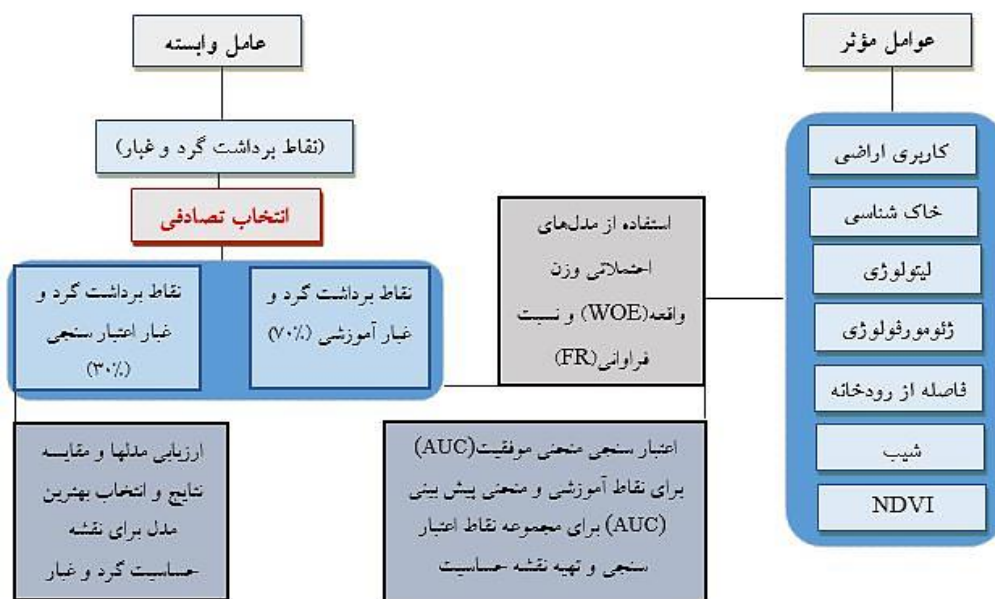 عوامل مؤثر
کاربری اراضی
خاک شناسی
لیتولوژی
ژئومورفولوژی
فاصله از رودخانه
شیب
NDVI
عامل وابسته
(نقاط برداشت گرد و غبار)
انتخاب تصادفی
نقاط برداشت گرد و
غبار آموزشی (۷۰٪)
نقاط برداشت گرد و
غبار اعتبار سنجی
(۳۰٪)
استفاده از مدل‌های
احتملاتی وزن
واقعه(WOE) و نسبت
فراوانی(FR)
اعتبار سنجی منحنی موفقیت(AUC)
برای نقاط آموزشی و منحنی پیش بینی
(AUC) برای مجموعه نقاط اعتبار
سنجی و تهیه نقشه حساسیت
ارزیابی مدلها و مقایسه
نتایج و انتخاب بهترین
مدل برای نقشه
حساسیت گرد و غبار